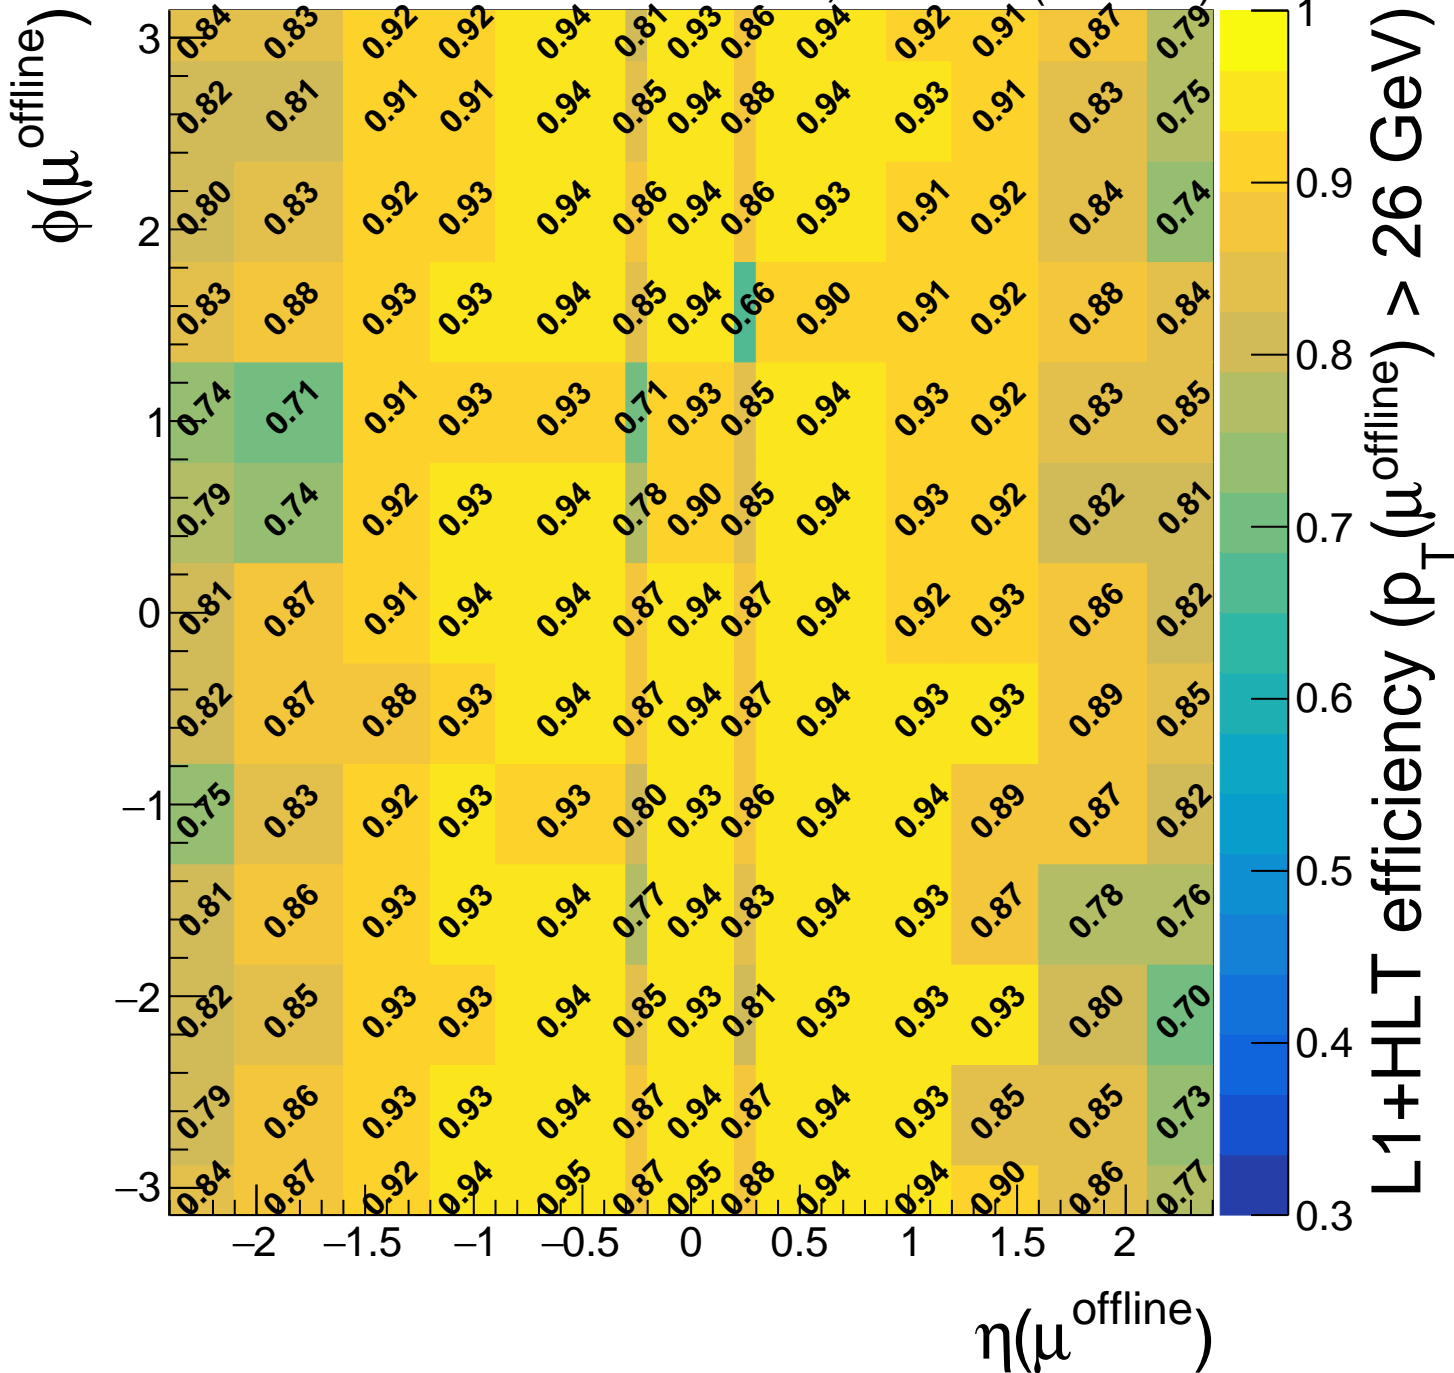 3 0.84 0.83 0.92 0.92 0.94 0.81 0.93 0.86 0.94 0.92 0.91 0.87 0.79 1
0.82 0.81 0.91 0.91 0.94 0.85 0.94 0.88 0.94 0.93 0.91 0.83 0.75
2 0.80 0.83 0.92 0.93 0.94 0.86 0.94 0.86 0.93 0.91 0.92 0.84 0.74 0.9
0.83 0.88 0.93 0.93 0.94 0.85 0.94 0.66 0.90 0.91 0.92 0.88 0.84 0.8
1 0.74 0.71 0.91 0.93 0.93 0.71 0.93 0.85 0.94 0.93 0.92 0.83 0.85
0.79 0.74 0.92 0.93 0.94 0.78 0.90 0.85 0.94 0.93 0.92 0.82 0.81 0.7
0 0.81 0.87 0.91 0.94 0.94 0.87 0.94 0.87 0.94 0.92 0.93 0.86 0.82
0.82 0.87 0.88 0.93 0.94 0.87 0.94 0.87 0.94 0.93 0.93 0.89 0.85 0.6
−1 0.75 0.83 0.92 0.93 0.93 0.80 0.93 0.86 0.94 0.94 0.89 0.87 0.82
0.81 0.86 0.93 0.93 0.94 0.77 0.94 0.83 0.94 0.93 0.87 0.78 0.76 0.5
−2 0.82 0.85 0.93 0.93 0.94 0.85 0.93 0.81 0.93 0.93 0.93 0.80 0.70 0.4
0.79 0.86 0.93 0.93 0.94 0.87 0.94 0.87 0.94 0.93 0.85 0.85 0.73
−3 0.84 0.87 0.92 0.94 0.95 0.87 0.95 0.88 0.94 0.94 0.90 0.86 0.77 0.3
−2 −1.5 −1 −0.5 0 0.5 1 1.5 2
η(μ^offline)
ϕ(μ^offline)
L1+HLT efficiency (p_T(μ^offline) > 26 GeV)